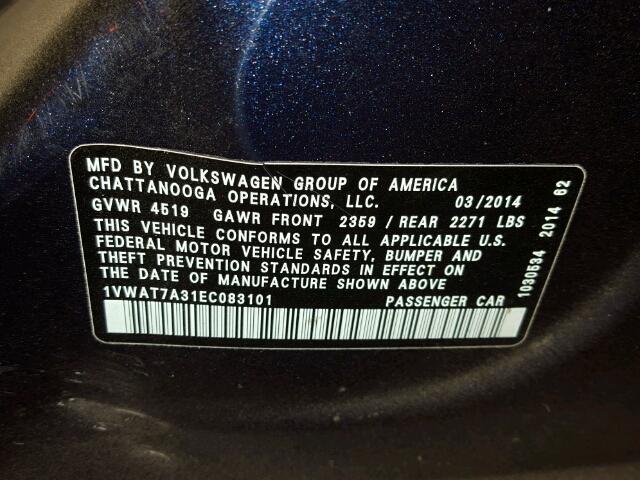 MFD BY VOLKSWAGEN GROUP OF AMERICA
CHATTANOOGA OPERATIONS, LLC. 03/2014
GVWR 4519 GAWR FRONT 2359 / REAR 2271 LBS
THIS VEHICLE CONFORMS TO ALL APPLICABLE U.S.
FEDERAL MOTOR VEHICLE SAFETY, BUMPER AND
THEFT PREVENTION STANDARDS IN EFFECT ON
THE DATE OF MANUFACTURE SHOWN ABOVE
1VWAT7A31EC083101 PASSENGER CAR
1030534 2014 62